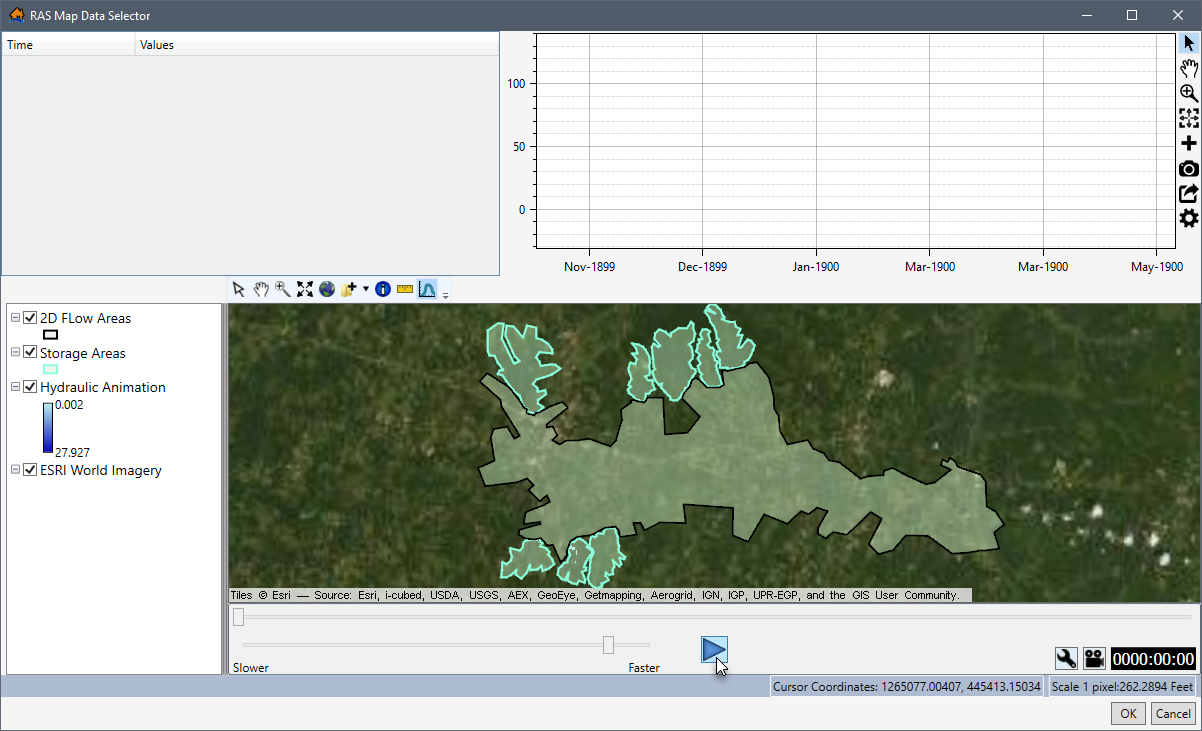 RAS Map Data Selector
Time Values
100
50
0
Nov-1899 Dec-1899 Jan-1900 Mar-1900 Mar-1900 May-1900
2D FLow Areas
Storage Areas
Hydraulic Animation
0.002
27.927
ESRI World Imagery
Tiles © Esri — Source: Esri, i-cubed, USDA, USGS, AEX, GeoEye, Getmapping, Aerogrid, IGN, IGP, UPR-EGP, and the GIS User Community.
Slower Faster
0000:00:00
Cursor Coordinates: 1265077.00407, 445413.15034 Scale 1 pixel:262.2894 Feet
OK Cancel